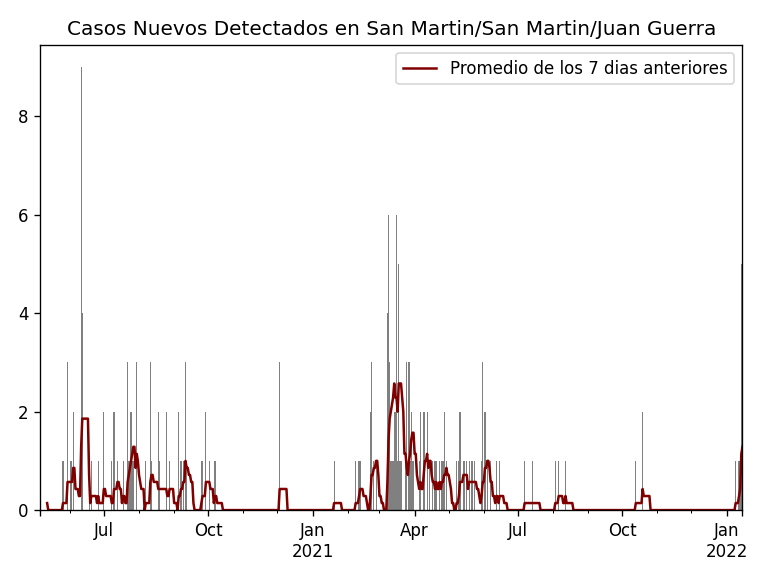 Casos Nuevos Detectados en San Martin/San Martin/Juan Guerra
Promedio de los 7 dias anteriores
8
6
4
2
0
Jul
Oct
Jan
2021
Apr
Jul
Oct
Jan
2022